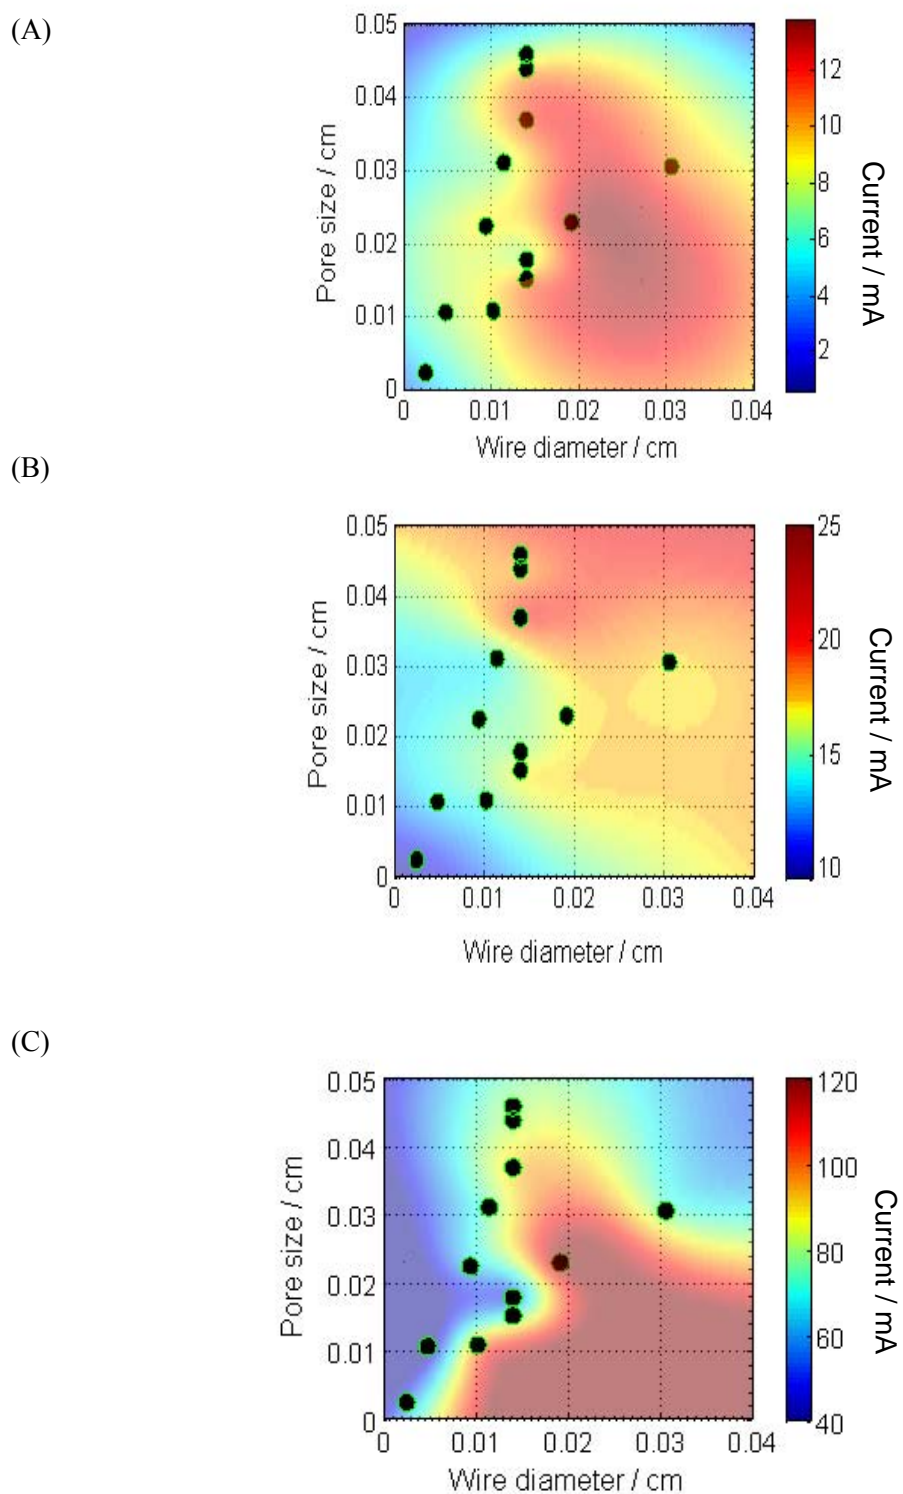 (A)
0.05
0.04
0.03
0.02
0.01
0
Pore size / cm
0 0.01 0.02 0.03 0.04
Wire diameter / cm
12
10
8
6
4
2
Current / mA
(B)
0.05
0.04
0.03
0.02
0.01
0
Pore size / cm
0 0.01 0.02 0.03 0.04
Wire diameter / cm
25
20
15
10
Current / mA
(C)
0.05
0.04
0.03
0.02
0.01
0
Pore size / cm
0 0.01 0.02 0.03 0.04
Wire diameter / cm
120
100
80
60
40
Current / mA